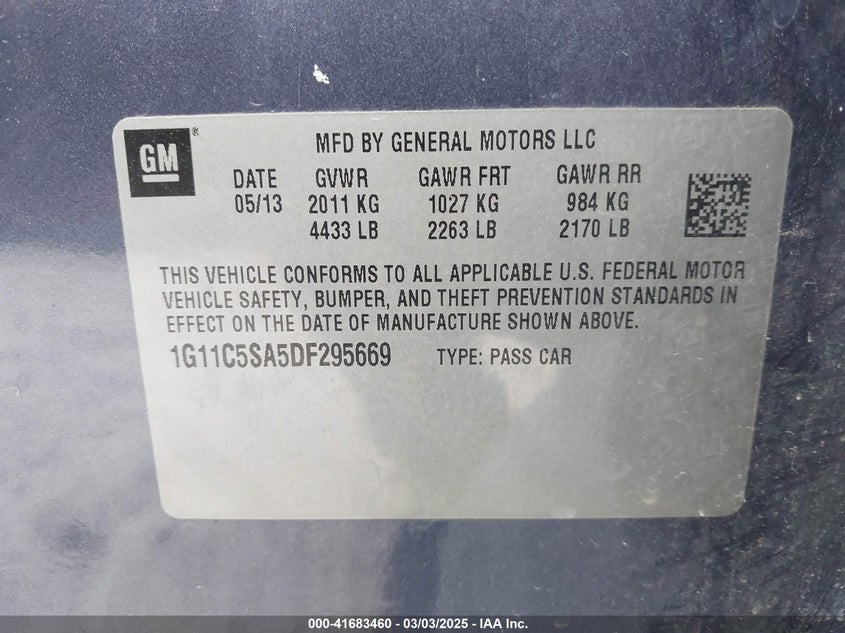 GM®
MFD BY GENERAL MOTORS LLC
DATE GVWR GAWR FRT GAWR RR
05/13 2011 KG 1027 KG 984 KG
4433 LB 2263 LB 2170 LB
THIS VEHICLE CONFORMS TO ALL APPLICABLE U.S. FEDERAL MOTOR
VEHICLE SAFETY, BUMPER, AND THEFT PREVENTION STANDARDS IN
EFFECT ON THE DATE OF MANUFACTURE SHOWN ABOVE.
1G11C5SA5DF295669 TYPE: PASS CAR
000-41683460 - 03/03/2025 - IAA Inc.